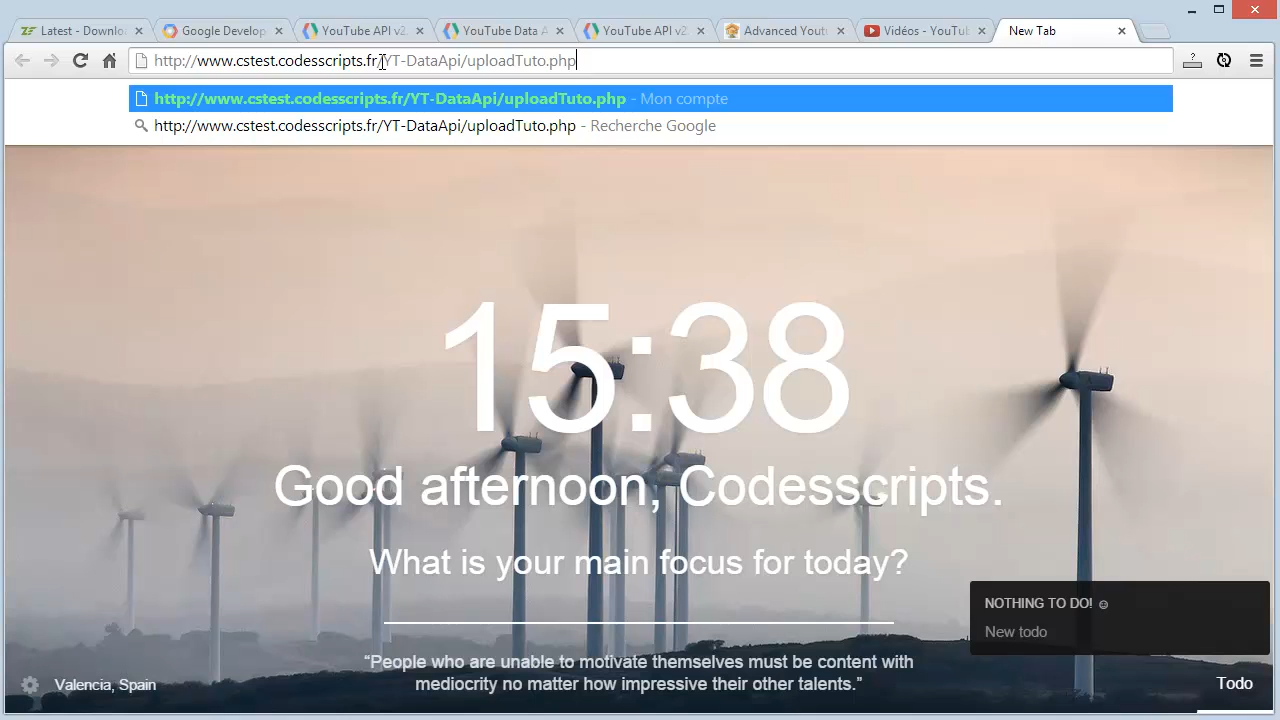 Latest - Downlo
Google Develop
YouTube API v2
YouTube Data A
YouTube API v2
Advanced Yout
Vidéos - YouTu
New Tab
http://www.cstest.codesscripts.fr/YT-DataApi/uploadTuto.php
http://www.cstest.codesscripts.fr/YT-DataApi/uploadTuto.php - Mon compte
http://www.cstest.codesscripts.fr/YT-DataApi/uploadTuto.php - Recherche Google
15:38
Good afternoon, Codesscripts.
What is your main focus for today?
NOTHING TO DO! ☺
New todo
“People who are unable to motivate themselves must be content with
mediocrity no matter how impressive their other talents.”
Valencia, Spain
Todo